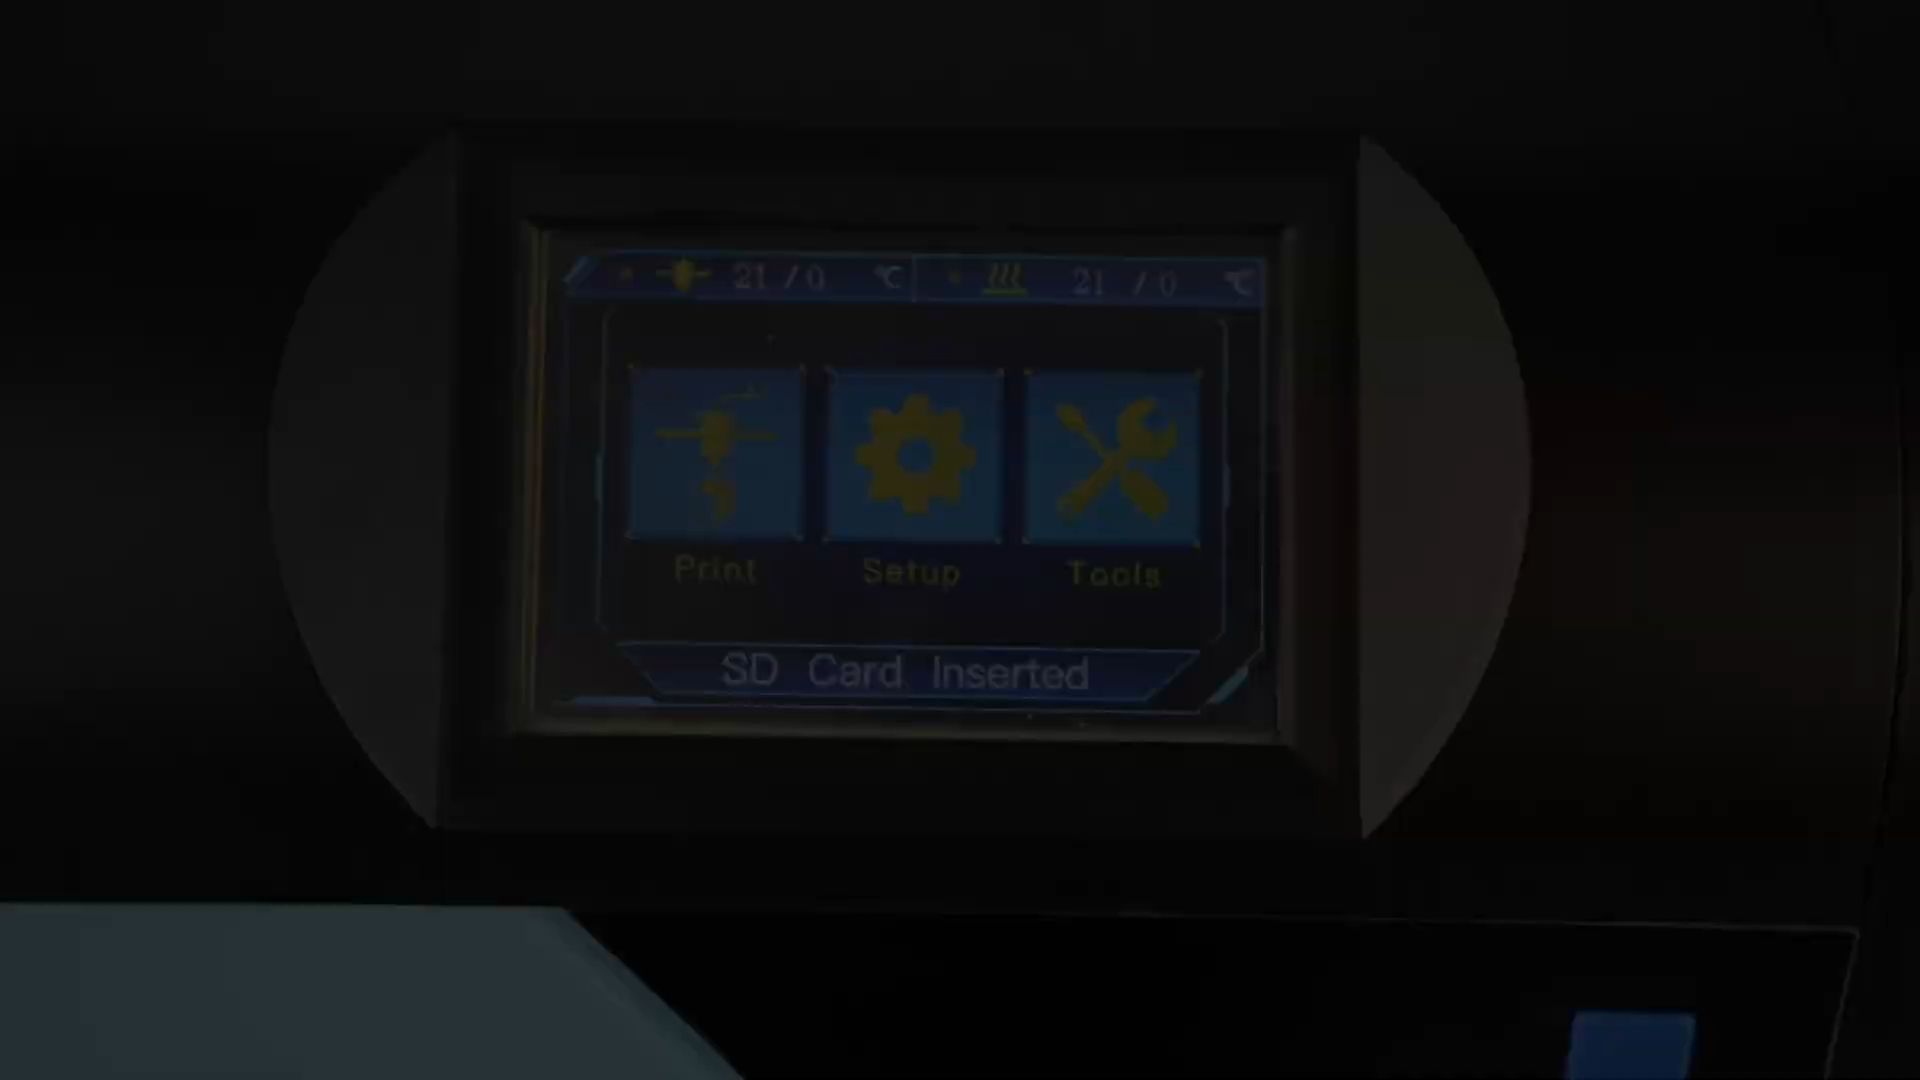 21 / 0 ℃ 21 / 0 ℃
Print Setup Tools
SD Card Inserted